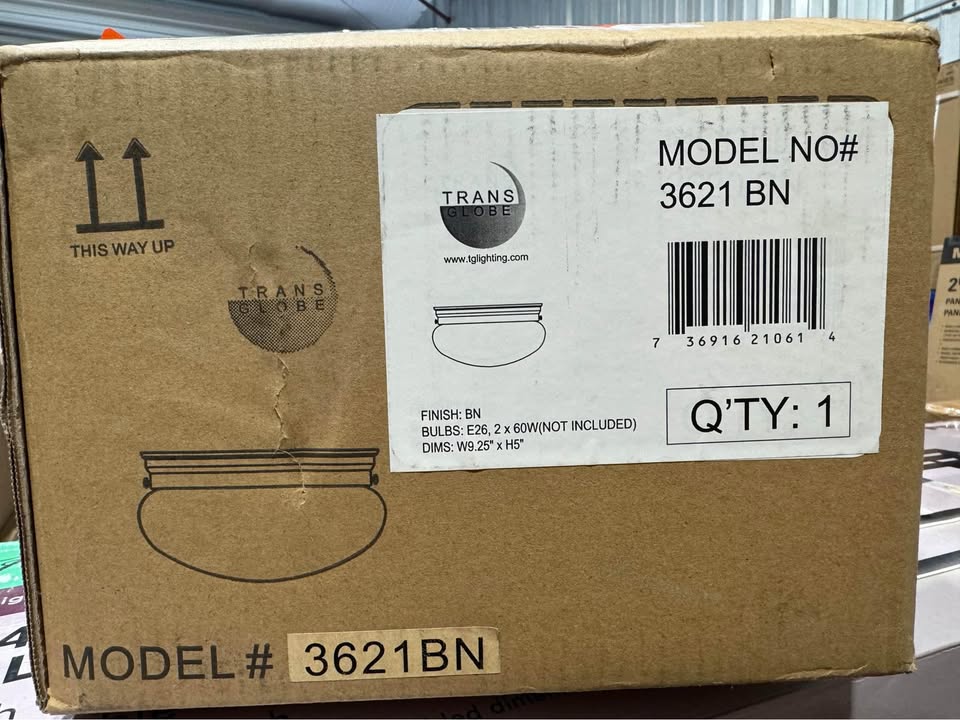 THIS WAY UP
TRANS
GLOBE
TRANS
GLOBE
www.tglighting.com
MODEL NO#
3621 BN
7 36916 21061 4
FINISH: BN
BULBS: E26, 2 x 60W(NOT INCLUDED)
DIMS: W9.25" x H5"
Q'TY: 1
MODEL # 3621BN